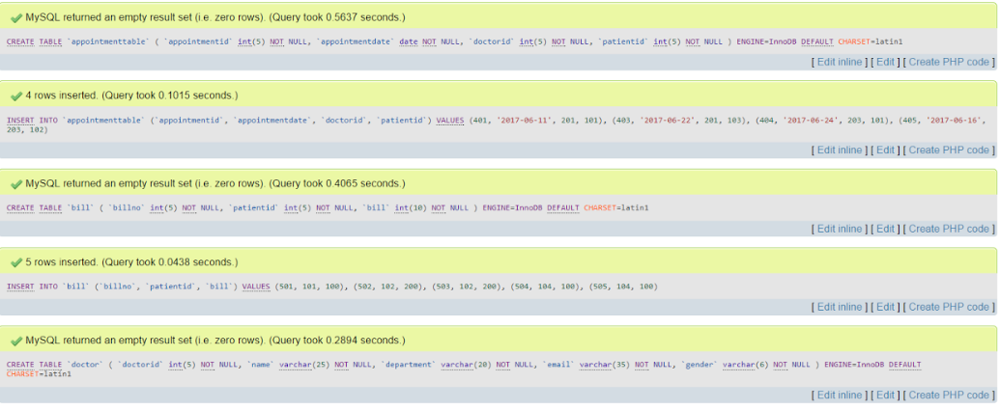 MySQL returned an empty result set (i.e. zero rows). (Query took 0.5637 seconds.)
CREATE TABLE `appointmenttable` ( `appointmentid` int(5) NOT NULL, `appointmentdate` date NOT NULL, `doctorid` int(5) NOT NULL, `patientid` int(5) NOT NULL ) ENGINE=InnoDB DEFAULT CHARSET=latin1
[ Edit inline ] [ Edit ] [ Create PHP code ]
4 rows inserted. (Query took 0.1015 seconds.)
INSERT INTO `appointmenttable` (`appointmentid`, `appointmentdate`, `doctorid`, `patientid`) VALUES (401, '2017-06-11', 201, 101), (403, '2017-06-22', 201, 103), (404, '2017-06-24', 203, 101), (405, '2017-06-16',
203, 102)
[ Edit inline ] [ Edit ] [ Create PHP code ]
MySQL returned an empty result set (i.e. zero rows). (Query took 0.4065 seconds.)
CREATE TABLE `bill` ( `billno` int(5) NOT NULL, `patientid` int(5) NOT NULL, `bill` int(10) NOT NULL ) ENGINE=InnoDB DEFAULT CHARSET=latin1
[ Edit inline ] [ Edit ] [ Create PHP code ]
5 rows inserted. (Query took 0.0438 seconds.)
INSERT INTO `bill` (`billno`, `patientid`, `bill`) VALUES (501, 101, 100), (502, 102, 200), (503, 102, 200), (504, 104, 100), (505, 104, 100)
[ Edit inline ] [ Edit ] [ Create PHP code ]
MySQL returned an empty result set (i.e. zero rows). (Query took 0.2894 seconds.)
CREATE TABLE `doctor` ( `doctorid` int(5) NOT NULL, `name` varchar(25) NOT NULL, `department` varchar(20) NOT NULL, `email` varchar(35) NOT NULL, `gender` varchar(6) NOT NULL ) ENGINE=InnoDB DEFAULT
CHARSET=latin1
[ Edit inline ] [ Edit ] [ Create PHP code ]